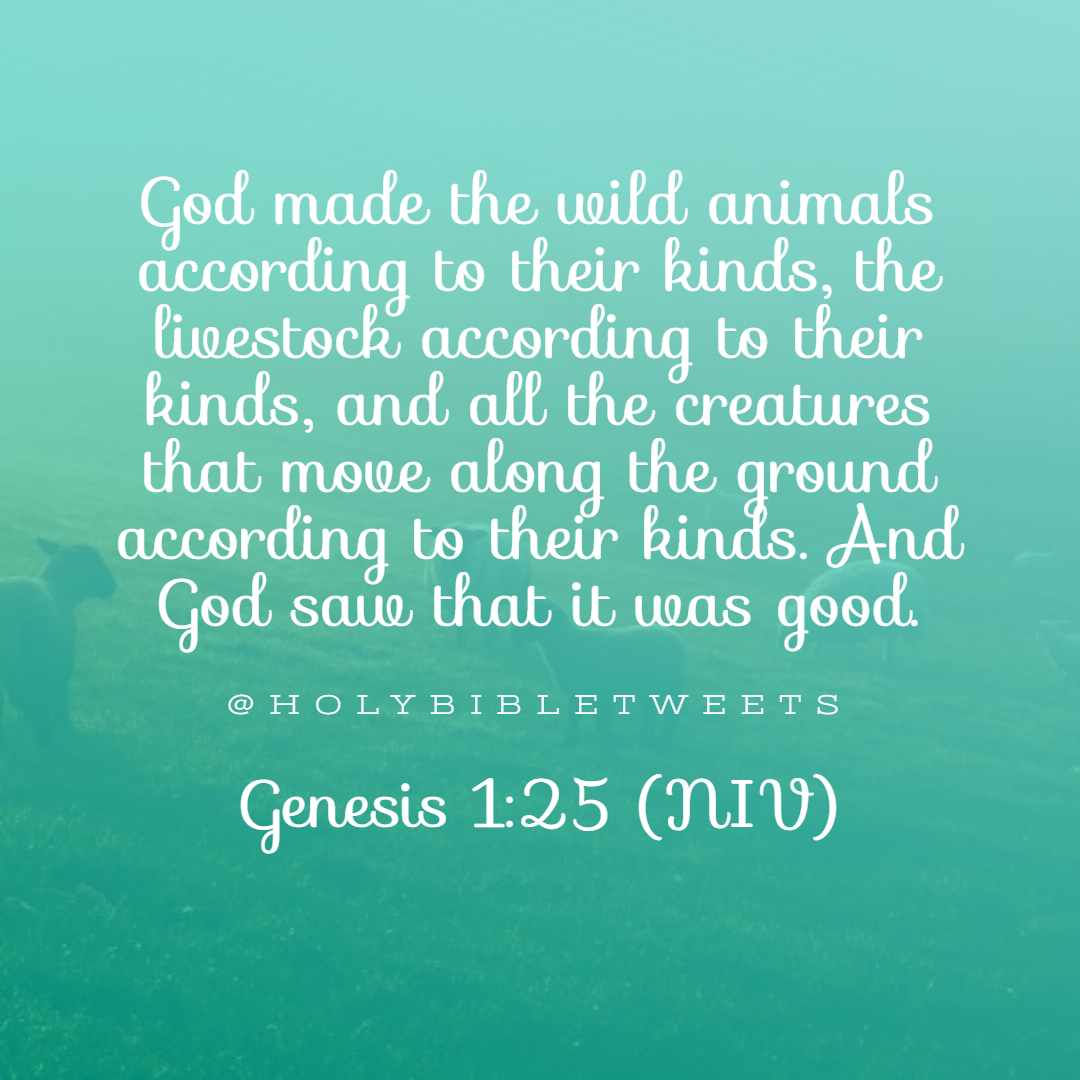 God made the wild animals
according to their kinds, the
livestock according to their
kinds, and all the creatures
that move along the ground
according to their kinds. And
God saw that it was good.
@HOLYBIBLETWEETS
Genesis 1:25 (NIV)